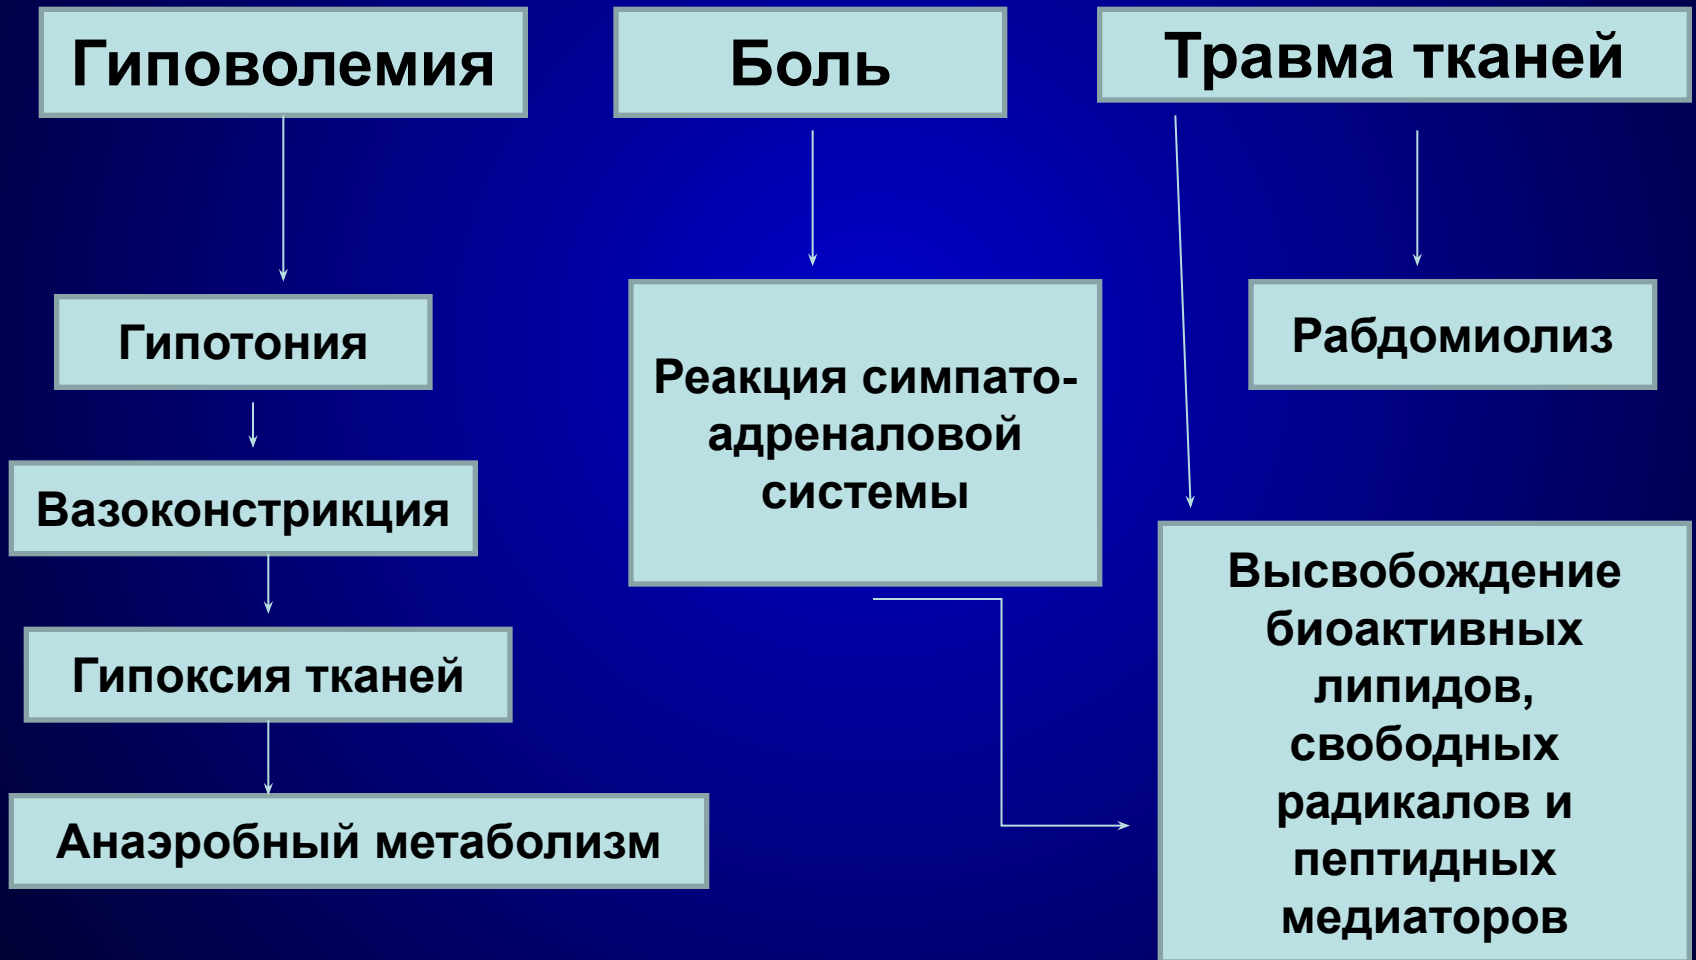 Гиповолемия
Боль
Травма тканей
Гипотония
Вазоконстрикция
Гипоксия тканей
Анаэробный метаболизм
Реакция симпато-
адреналовой
системы
Рабдомиолиз
Высвобождение
биоактивных
липидов,
свободных
радикалов и
пептидных
медиаторов